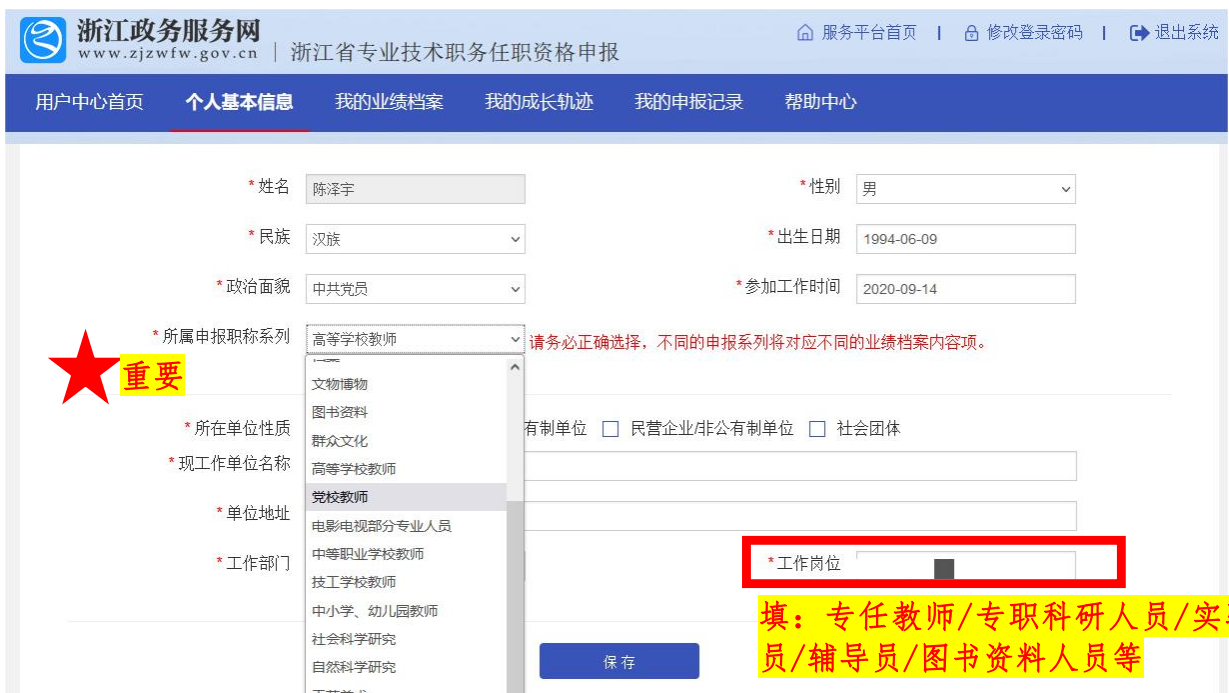 浙江政务服务网
www.zjzwfw.gov.cn | 浙江省专业技术职务任职资格申报
服务平台首页 | 修改登录密码 | 退出系统
用户中心首页 个人基本信息 我的业绩档案 我的成长轨迹 我的申报记录 帮助中心
*姓名 陈泽宇 *性别 男
*民族 汉族 *出生日期 1994-06-09
*政治面貌 中共党员 *参加工作时间 2020-09-14
*所属申报职称系列 高等学校教师 请务必正确选择，不同的申报系列将对应不同的业绩档案内容项。
重要
文物博物
图书资料
*所在单位性质 有制单位 民营企业/非公有制单位 社会团体
群众文化
*现工作单位名称 高等学校教师
党校教师
*单位地址
电影电视部分专业人员
中等职业学校教师
*工作部门 *工作岗位
技工学校教师
中小学、幼儿园教师
填：专任教师/专职科研人员/实
社会科学研究
自然科学研究
保存
员/辅导员/图书资料人员等